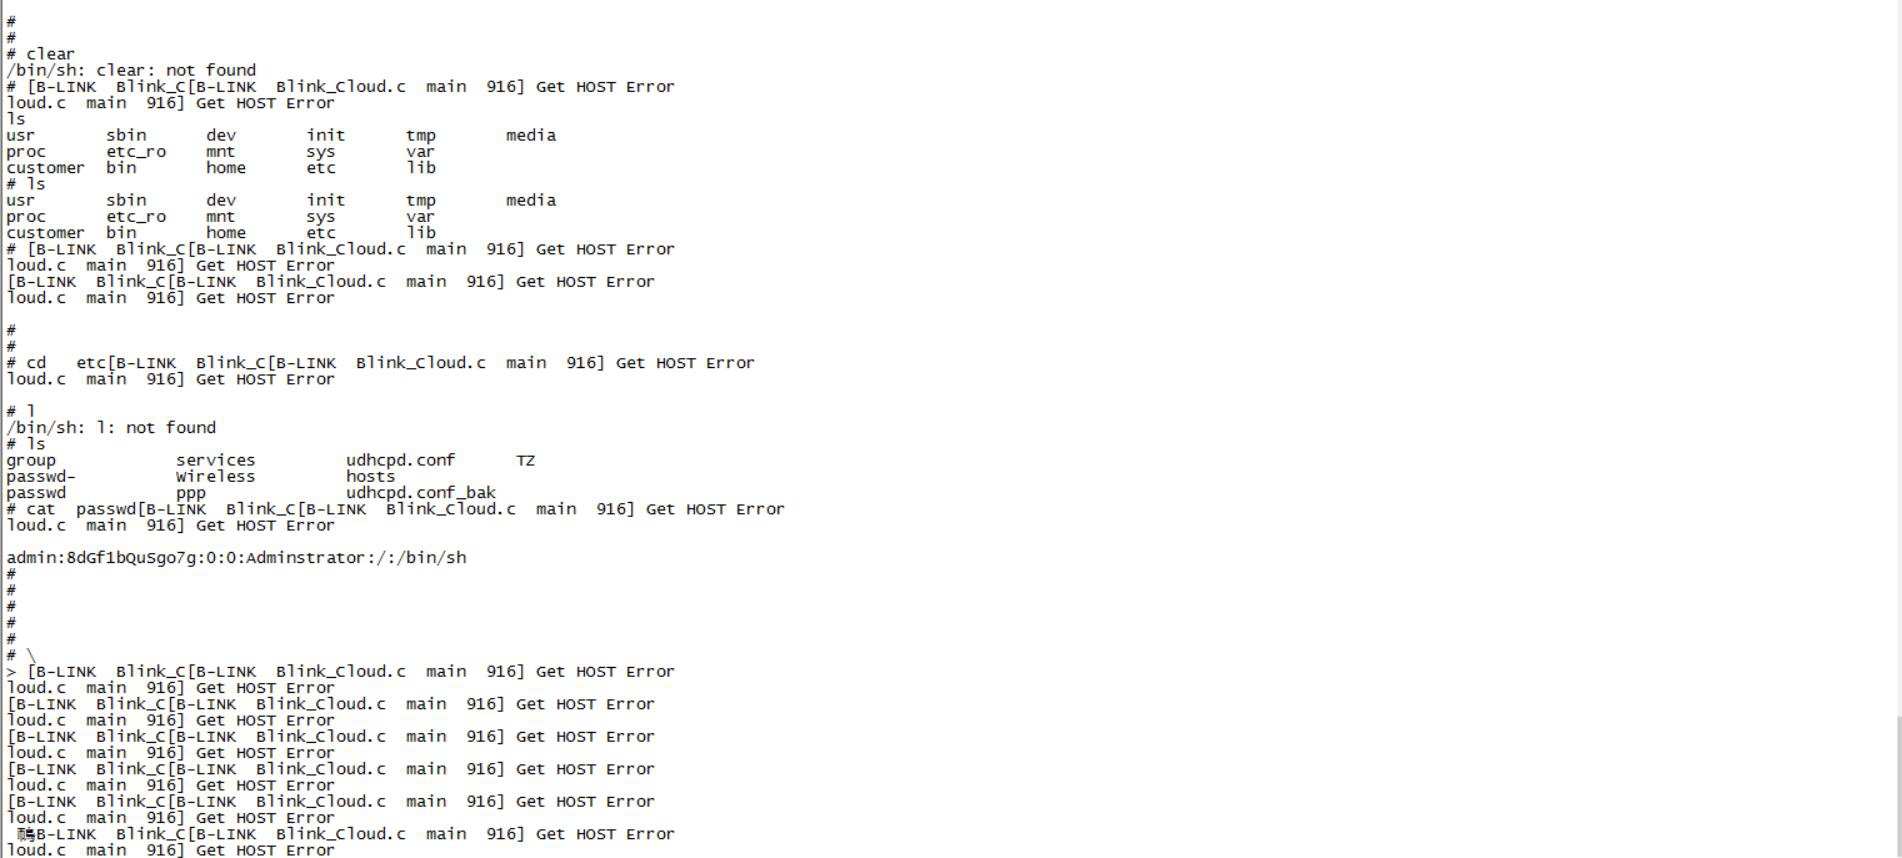 #
#
# clear
/bin/sh: clear: not found
# [B-LINK  Blink_C[B-LINK  Blink_Cloud.c  main  916] Get HOST Error
loud.c  main  916] Get HOST Error
ls
usr       sbin      dev       init      tmp       media
proc      etc_ro    mnt       sys       var
customer  bin       home      etc       lib
# ls
usr       sbin      dev       init      tmp       media
proc      etc_ro    mnt       sys       var
customer  bin       home      etc       lib
# [B-LINK  Blink_C[B-LINK  Blink_Cloud.c  main  916] Get HOST Error
loud.c  main  916] Get HOST Error
[B-LINK  Blink_C[B-LINK  Blink_Cloud.c  main  916] Get HOST Error
loud.c  main  916] Get HOST Error
#
#
# cd   etc[B-LINK  Blink_C[B-LINK  Blink_Cloud.c  main  916] Get HOST Error
loud.c  main  916] Get HOST Error
# l
/bin/sh: l: not found
# ls
group            services         udhcpd.conf      TZ
passwd-          Wireless         hosts
passwd           ppp              udhcpd.conf_bak
# cat  passwd[B-LINK  Blink_C[B-LINK  Blink_Cloud.c  main  916] Get HOST Error
loud.c  main  916] Get HOST Error
admin:8dGf1bQuSgo7g:0:0:Adminstrator:/:/bin/sh
#
#
#
#
#
# \
> [B-LINK  Blink_C[B-LINK  Blink_Cloud.c  main  916] Get HOST Error
loud.c  main  916] Get HOST Error
[B-LINK  Blink_C[B-LINK  Blink_Cloud.c  main  916] Get HOST Error
loud.c  main  916] Get HOST Error
[B-LINK  Blink_C[B-LINK  Blink_Cloud.c  main  916] Get HOST Error
loud.c  main  916] Get HOST Error
[B-LINK  Blink_C[B-LINK  Blink_Cloud.c  main  916] Get HOST Error
loud.c  main  916] Get HOST Error
[B-LINK  Blink_C[B-LINK  Blink_Cloud.c  main  916] Get HOST Error
loud.c  main  916] Get HOST Error
B-LINK  Blink_C[B-LINK  Blink_Cloud.c  main  916] Get HOST Error
loud.c  main  916] Get HOST Error